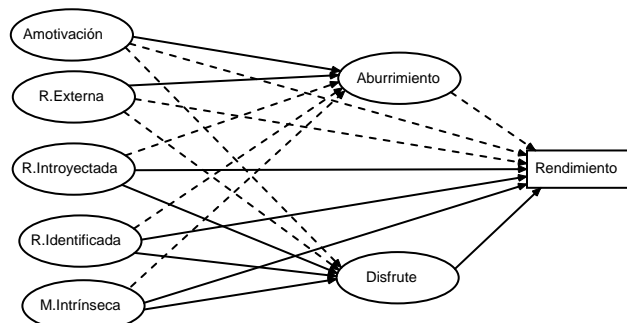 Amotivación
Aburrimiento
R.Externa
R.Introyectada
Rendimiento
R.Identificada
Disfrute
M.Intrínseca